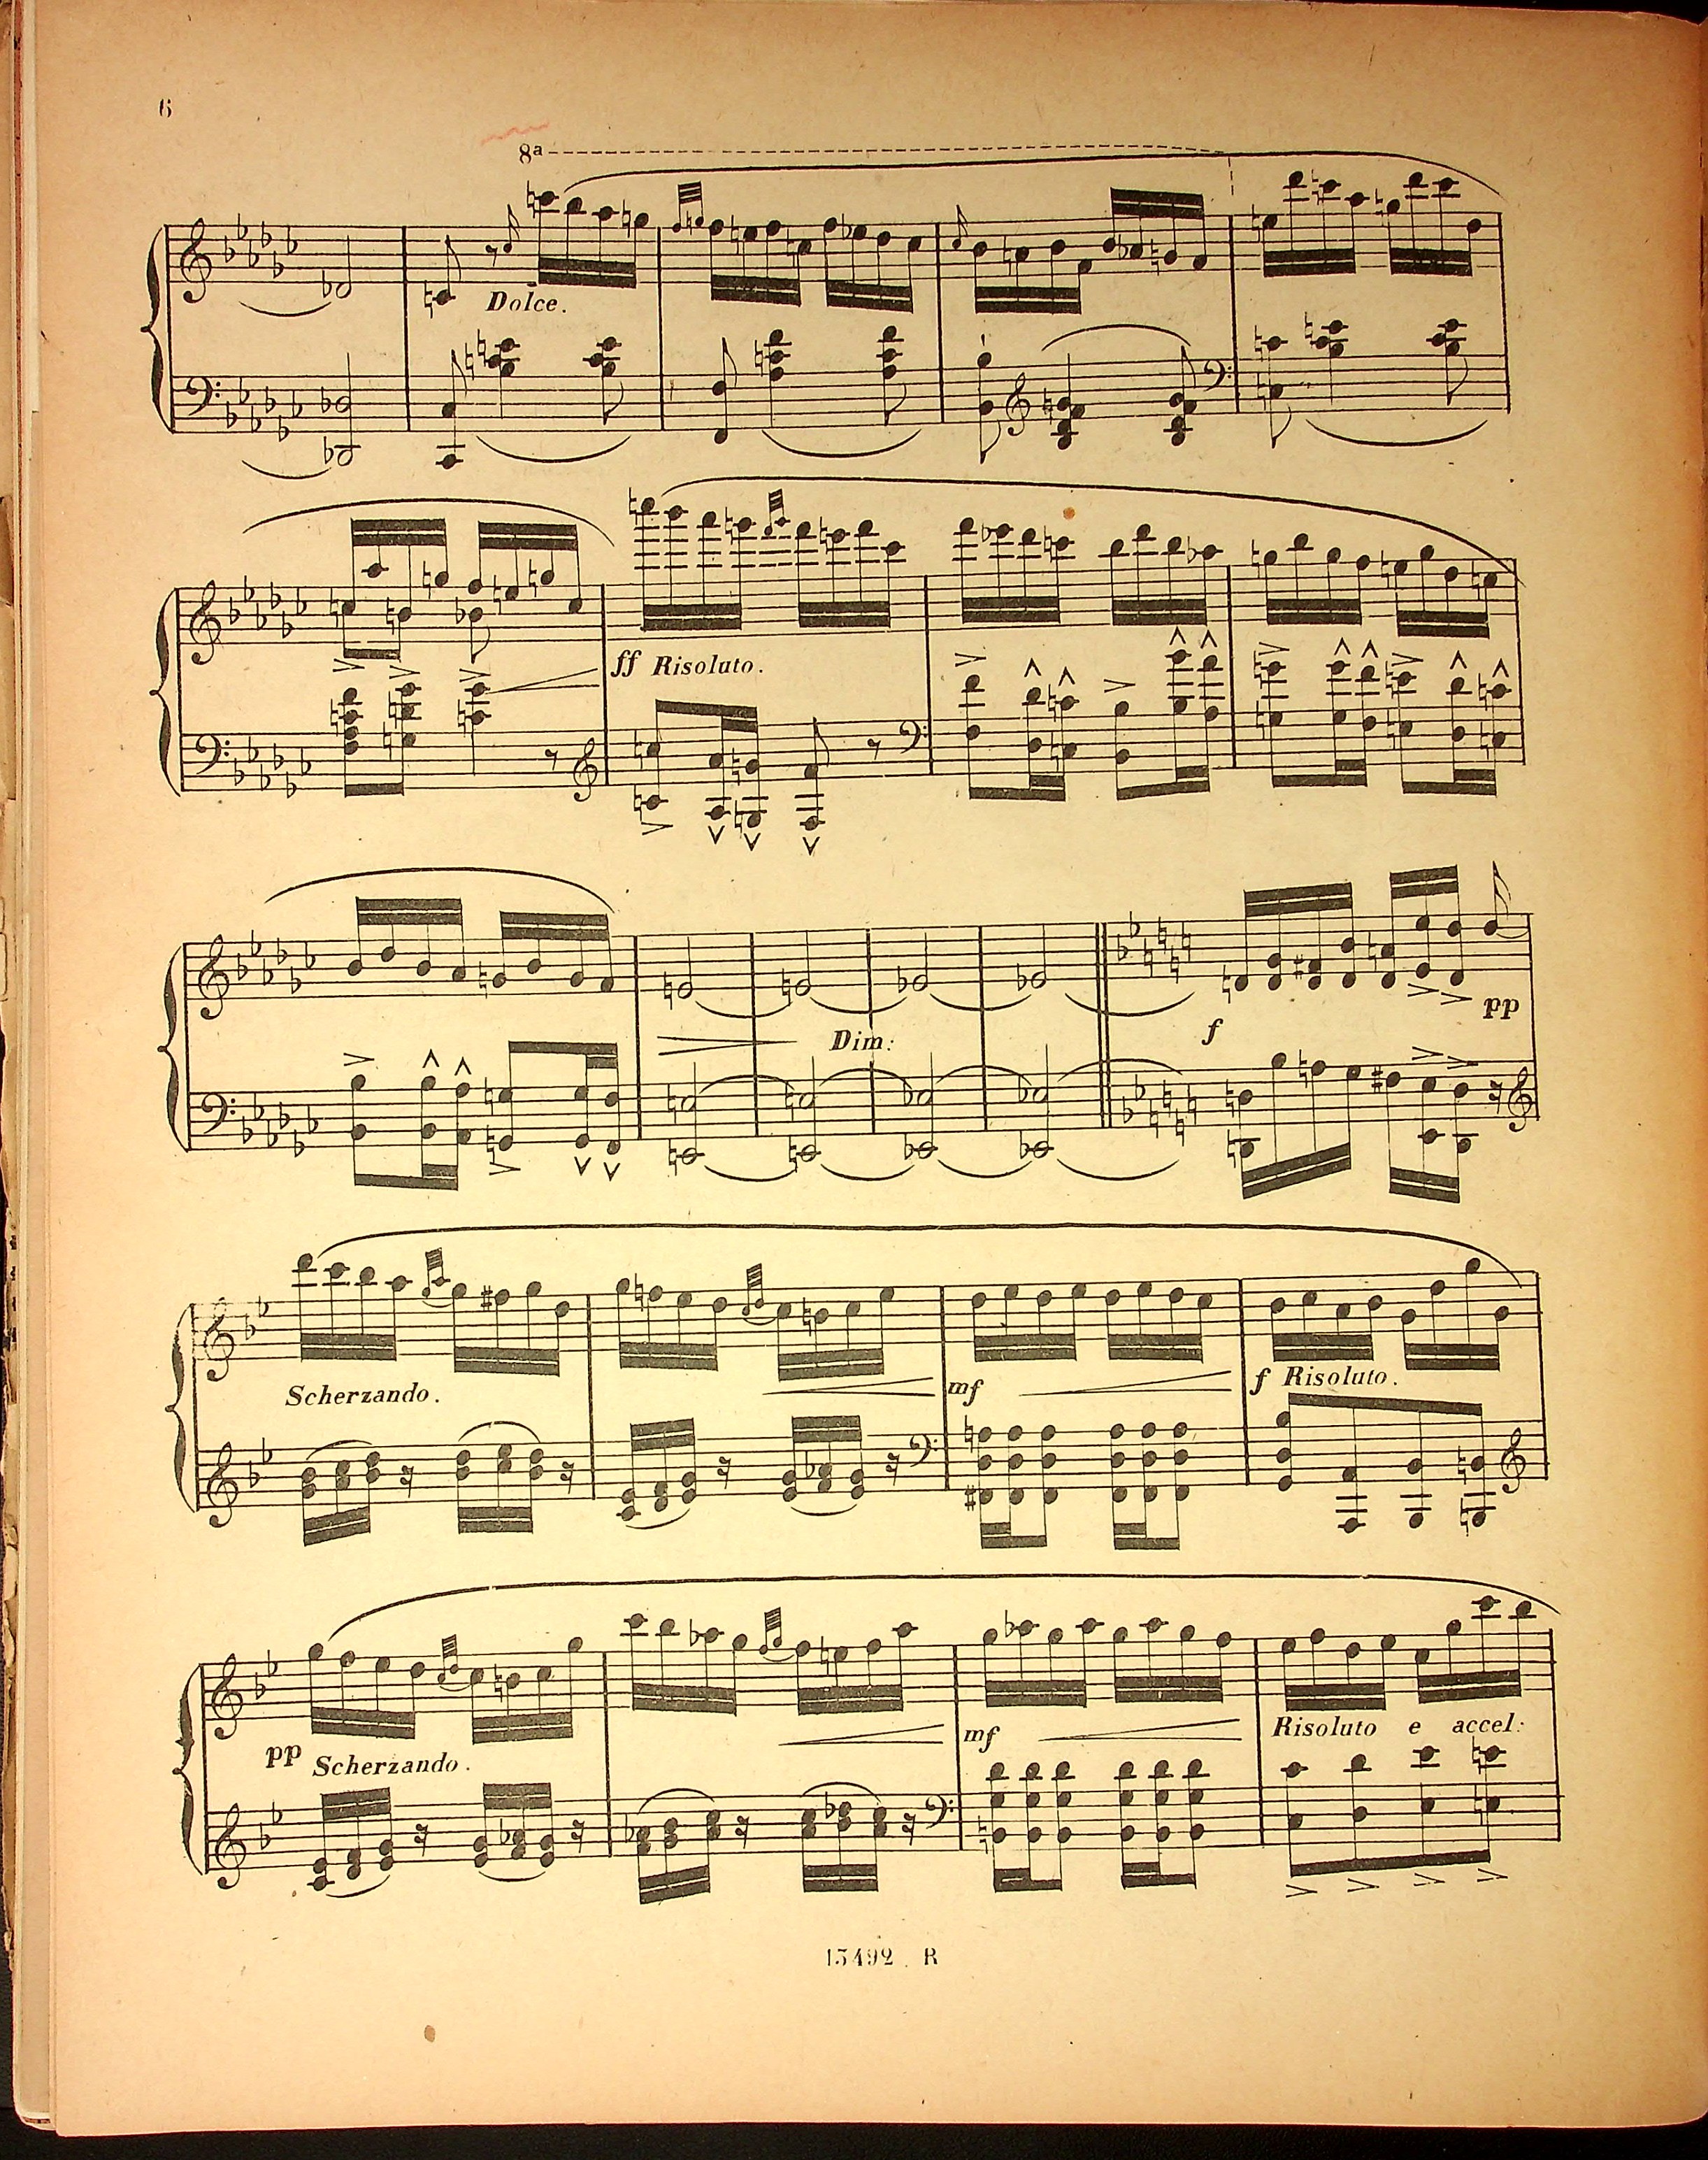 6
8ª
Dolce.
ff Risoluto.
Dim:
f
pp
Scherzando.
mf
f Risoluto.
pp Scherzando.
mf
Risoluto e accel:
13492. R